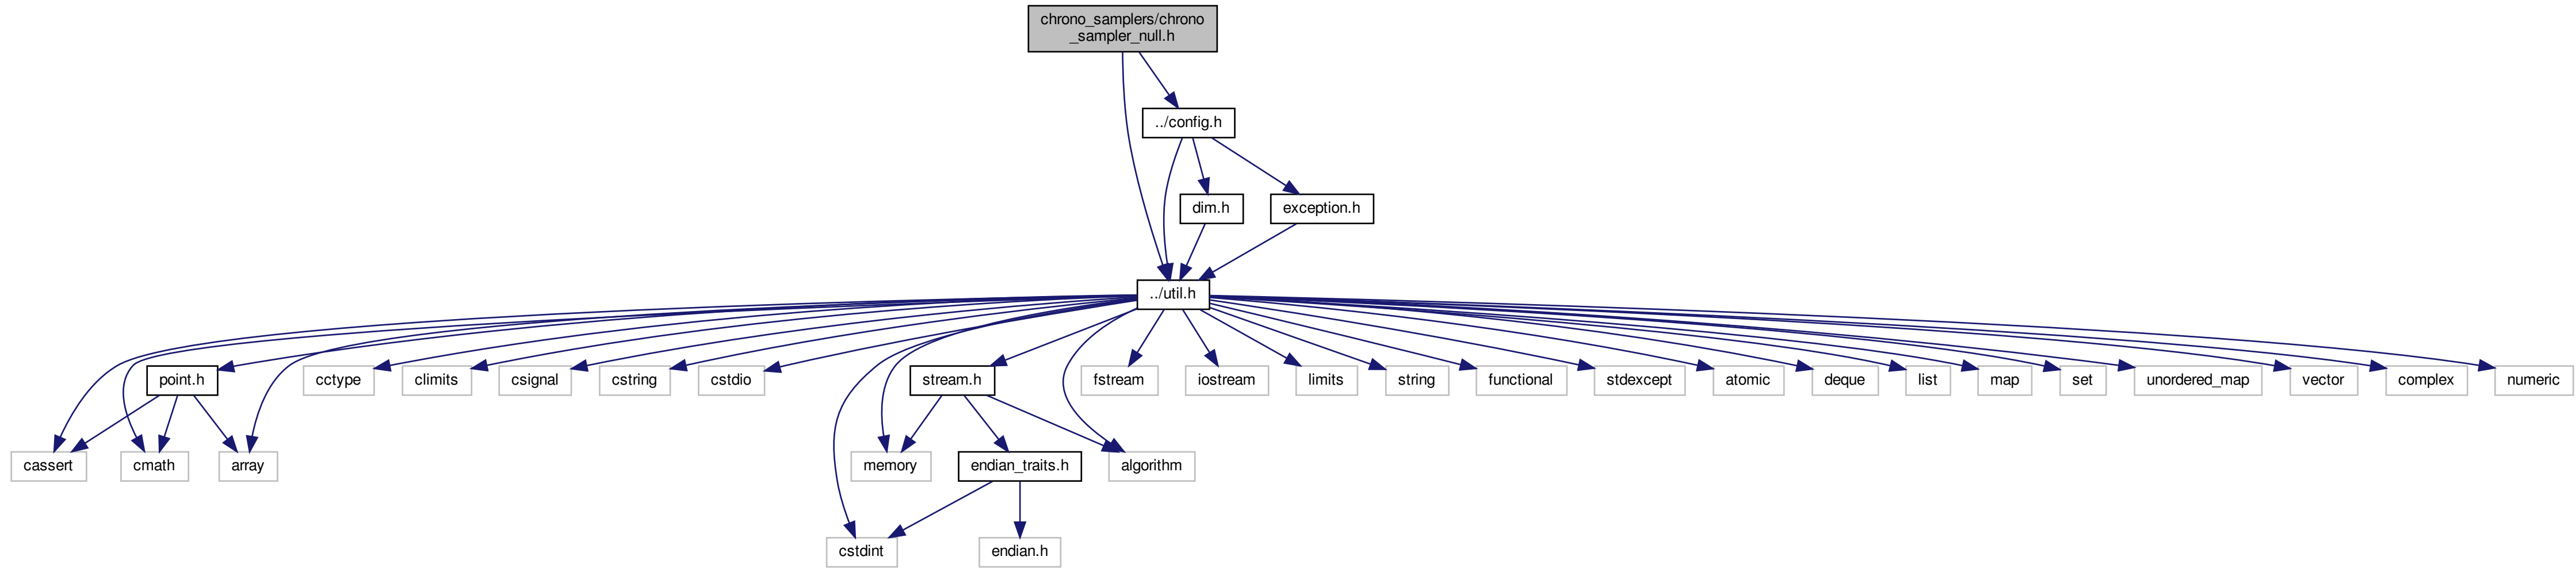 chrono_samplers/chrono
_sampler_null.h
../config.h
dim.h
exception.h
../util.h
point.h
cctype
climits
csignal
cstring
cstdio
stream.h
fstream
iostream
limits
string
functional
stdexcept
atomic
deque
list
map
set
unordered_map
vector
complex
numeric
cassert
cmath
array
memory
endian_traits.h
algorithm
cstdint
endian.h